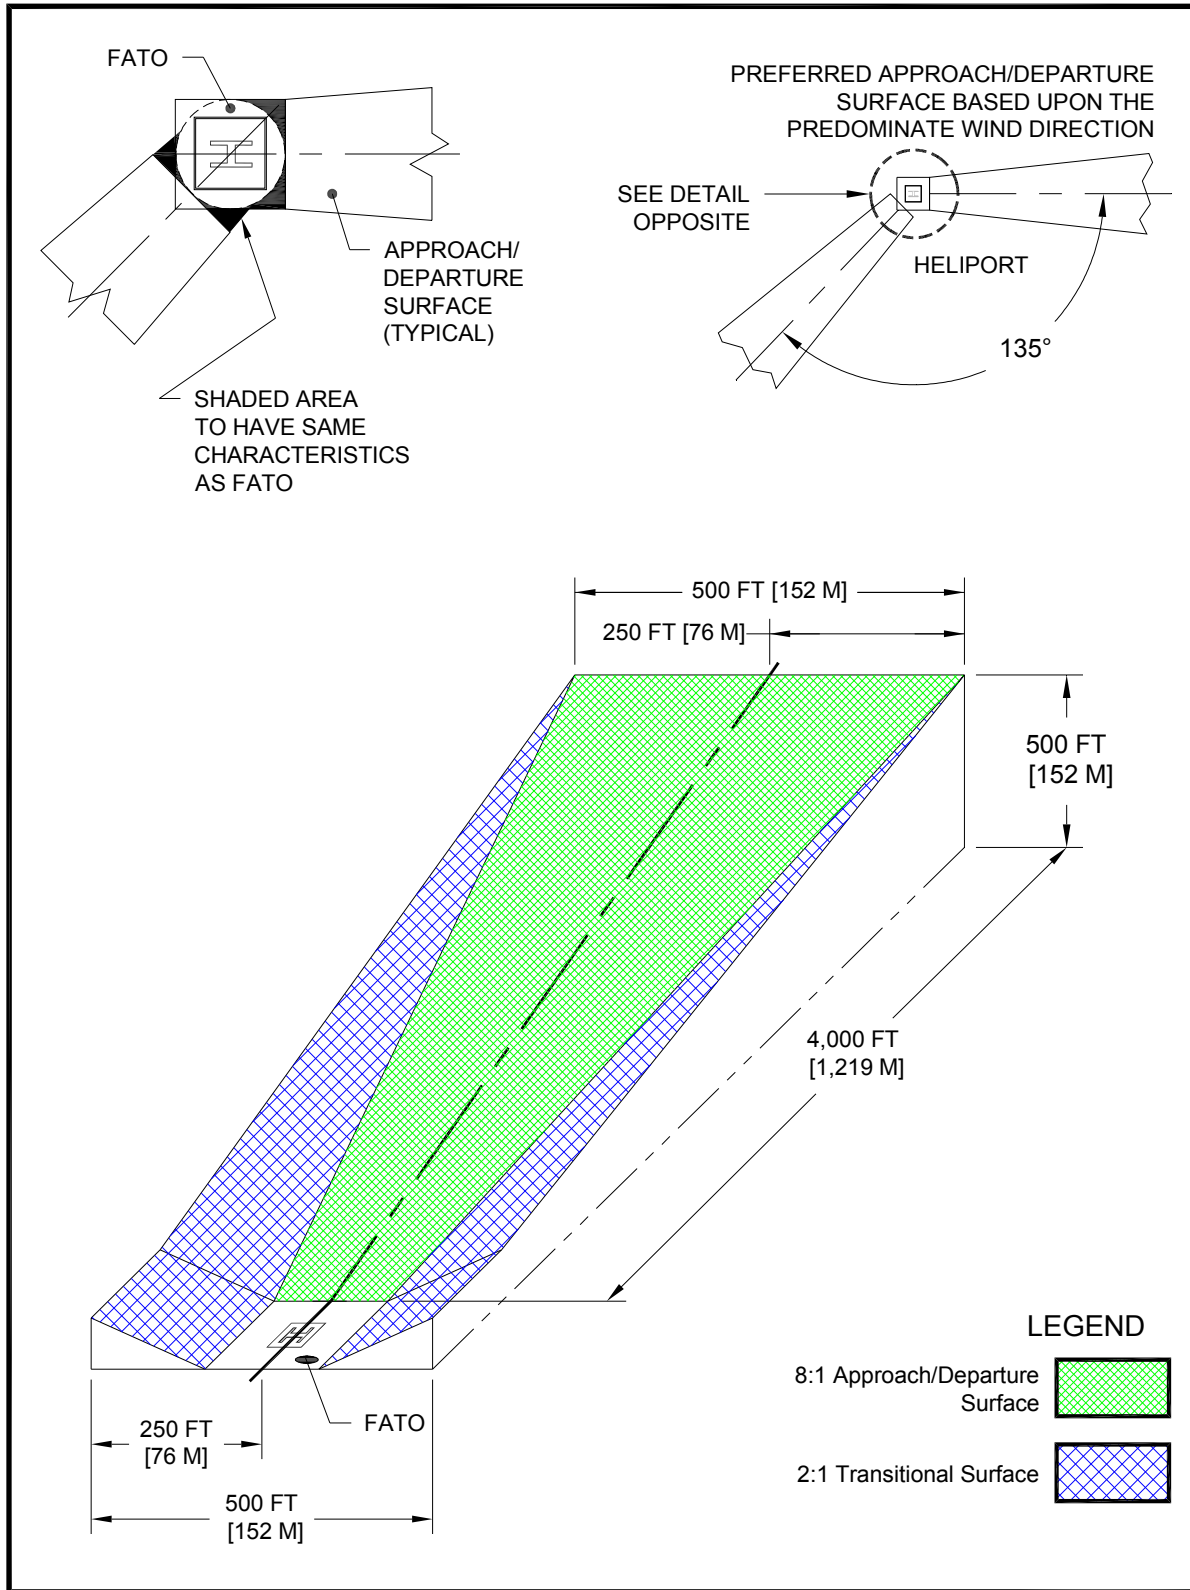 FATO
PREFERRED APPROACH/DEPARTURE
SURFACE BASED UPON THE
PREDOMINATE WIND DIRECTION
H
H
SEE DETAIL
OPPOSITE
HELIPORT
APPROACH/
DEPARTURE
SURFACE
(TYPICAL)
135°
SHADED AREA
TO HAVE SAME
CHARACTERISTICS
AS FATO
500 FT [152 M]
250 FT [76 M]
500 FT
[152 M]
4,000 FT
[1,219 M]
H
FATO
250 FT
[76 M]
500 FT
[152 M]
LEGEND
8:1 Approach/Departure
Surface
2:1 Transitional Surface